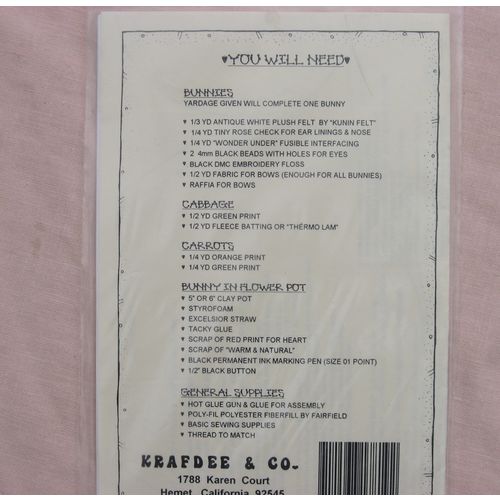 ♥YOU WILL NEED♥
BUNNIES
YARDAGE GIVEN WILL COMPLETE ONE BUNNY
♥ 1/3 YD ANTIQUE WHITE PLUSH FELT BY "KUNIN FELT"
♥ 1/4 YD TINY ROSE CHECK FOR EAR LININGS & NOSE
♥ 1/4 YD "WONDER UNDER" FUSIBLE INTERFACING
♥ 2 4mm BLACK BEADS WITH HOLES FOR EYES
♥ BLACK DMC EMBROIDERY FLOSS
♥ 1/2 YD FABRIC FOR BOWS (ENOUGH FOR ALL BUNNIES)
♥ RAFFIA FOR BOWS
CABBAGE
♥ 1/2 YD GREEN PRINT
♥ 1/2 YD FLEECE BATTING OR "THERMO LAM"
CARROTS
♥ 1/4 YD ORANGE PRINT
♥ 1/4 YD GREEN PRINT
BUNNY IN FLOWER POT
♥ 5" OR 6" CLAY POT
♥ STYROFOAM
♥ EXCELSIOR STRAW
♥ TACKY GLUE
♥ SCRAP OF RED PRINT FOR HEART
♥ SCRAP OF "WARM & NATURAL"
♥ BLACK PERMANENT INK MARKING PEN (SIZE 01 POINT)
♥ 1/2" BLACK BUTTON
GENERAL SUPPLIES
♥ HOT GLUE GUN & GLUE FOR ASSEMBLY
♥ POLY-FIL POLYESTER FIBERFILL BY FAIRFIELD
♥ BASIC SEWING SUPPLIES
♥ THREAD TO MATCH
KRAFDEE & CO.
1788 Karen Court
Hemet, California 92545